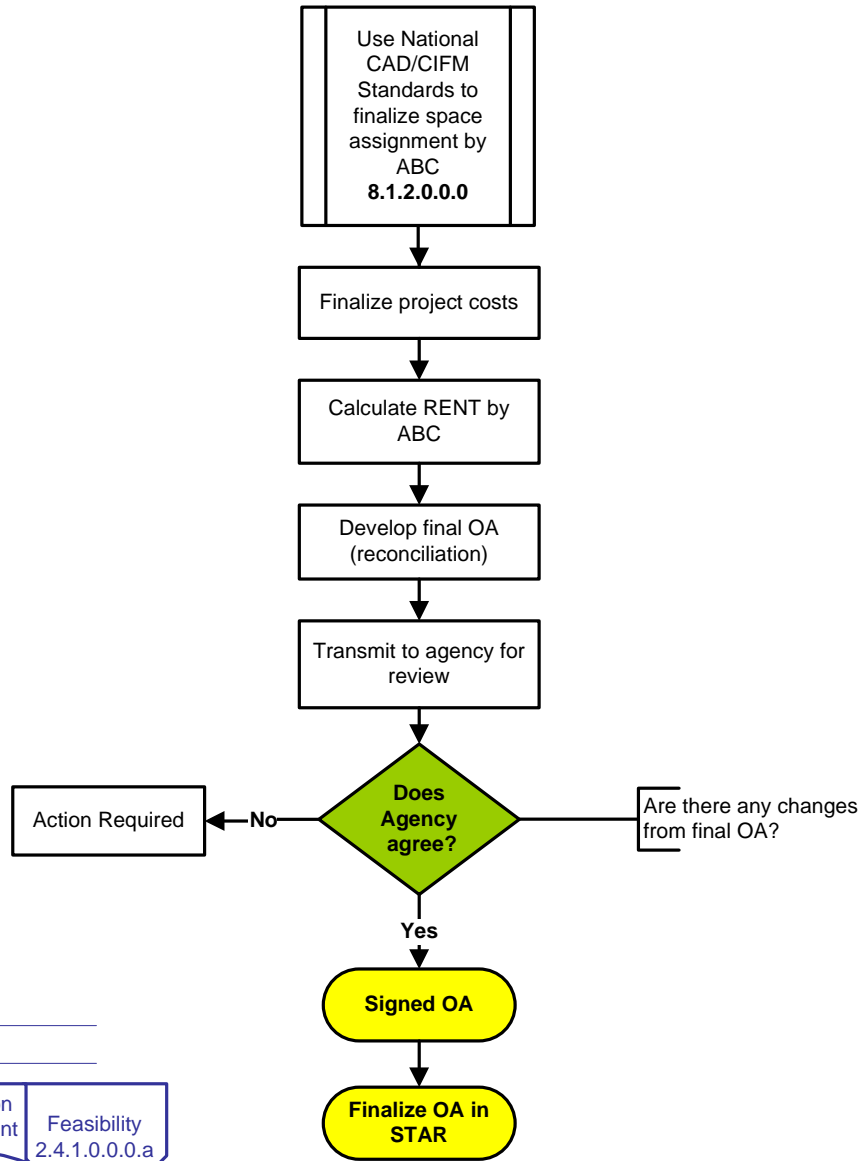 Use National
CAD/CIFM
Standards to
finalize space
assignment by
ABC
8.1.2.0.0.0
Finalize project costs
Calculate RENT by
ABC
Develop final OA
(reconciliation)
Transmit to agency for
review
Does
Agency
agree?
No
Action Required
Are there any changes
from final OA?
Yes
Signed OA
Finalize OA in
STAR
Feasibility
2.4.1.0.0.0.a